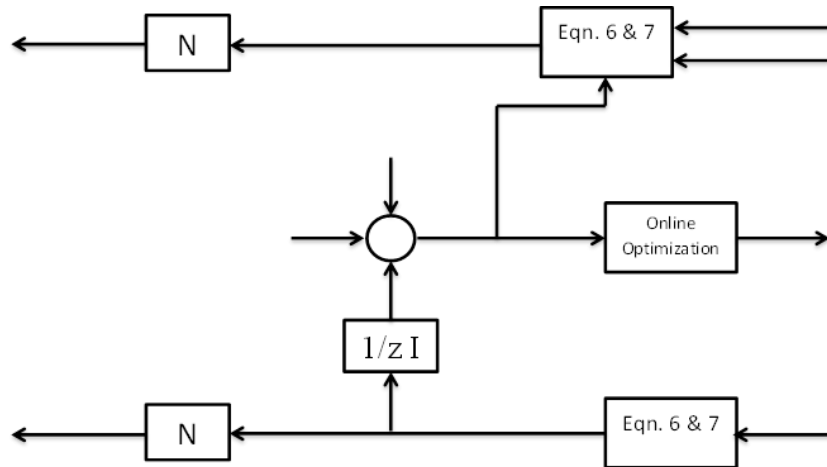 Eqn. 6 & 7
N
Online
Optimization
1/z I
Eqn. 6 & 7
N